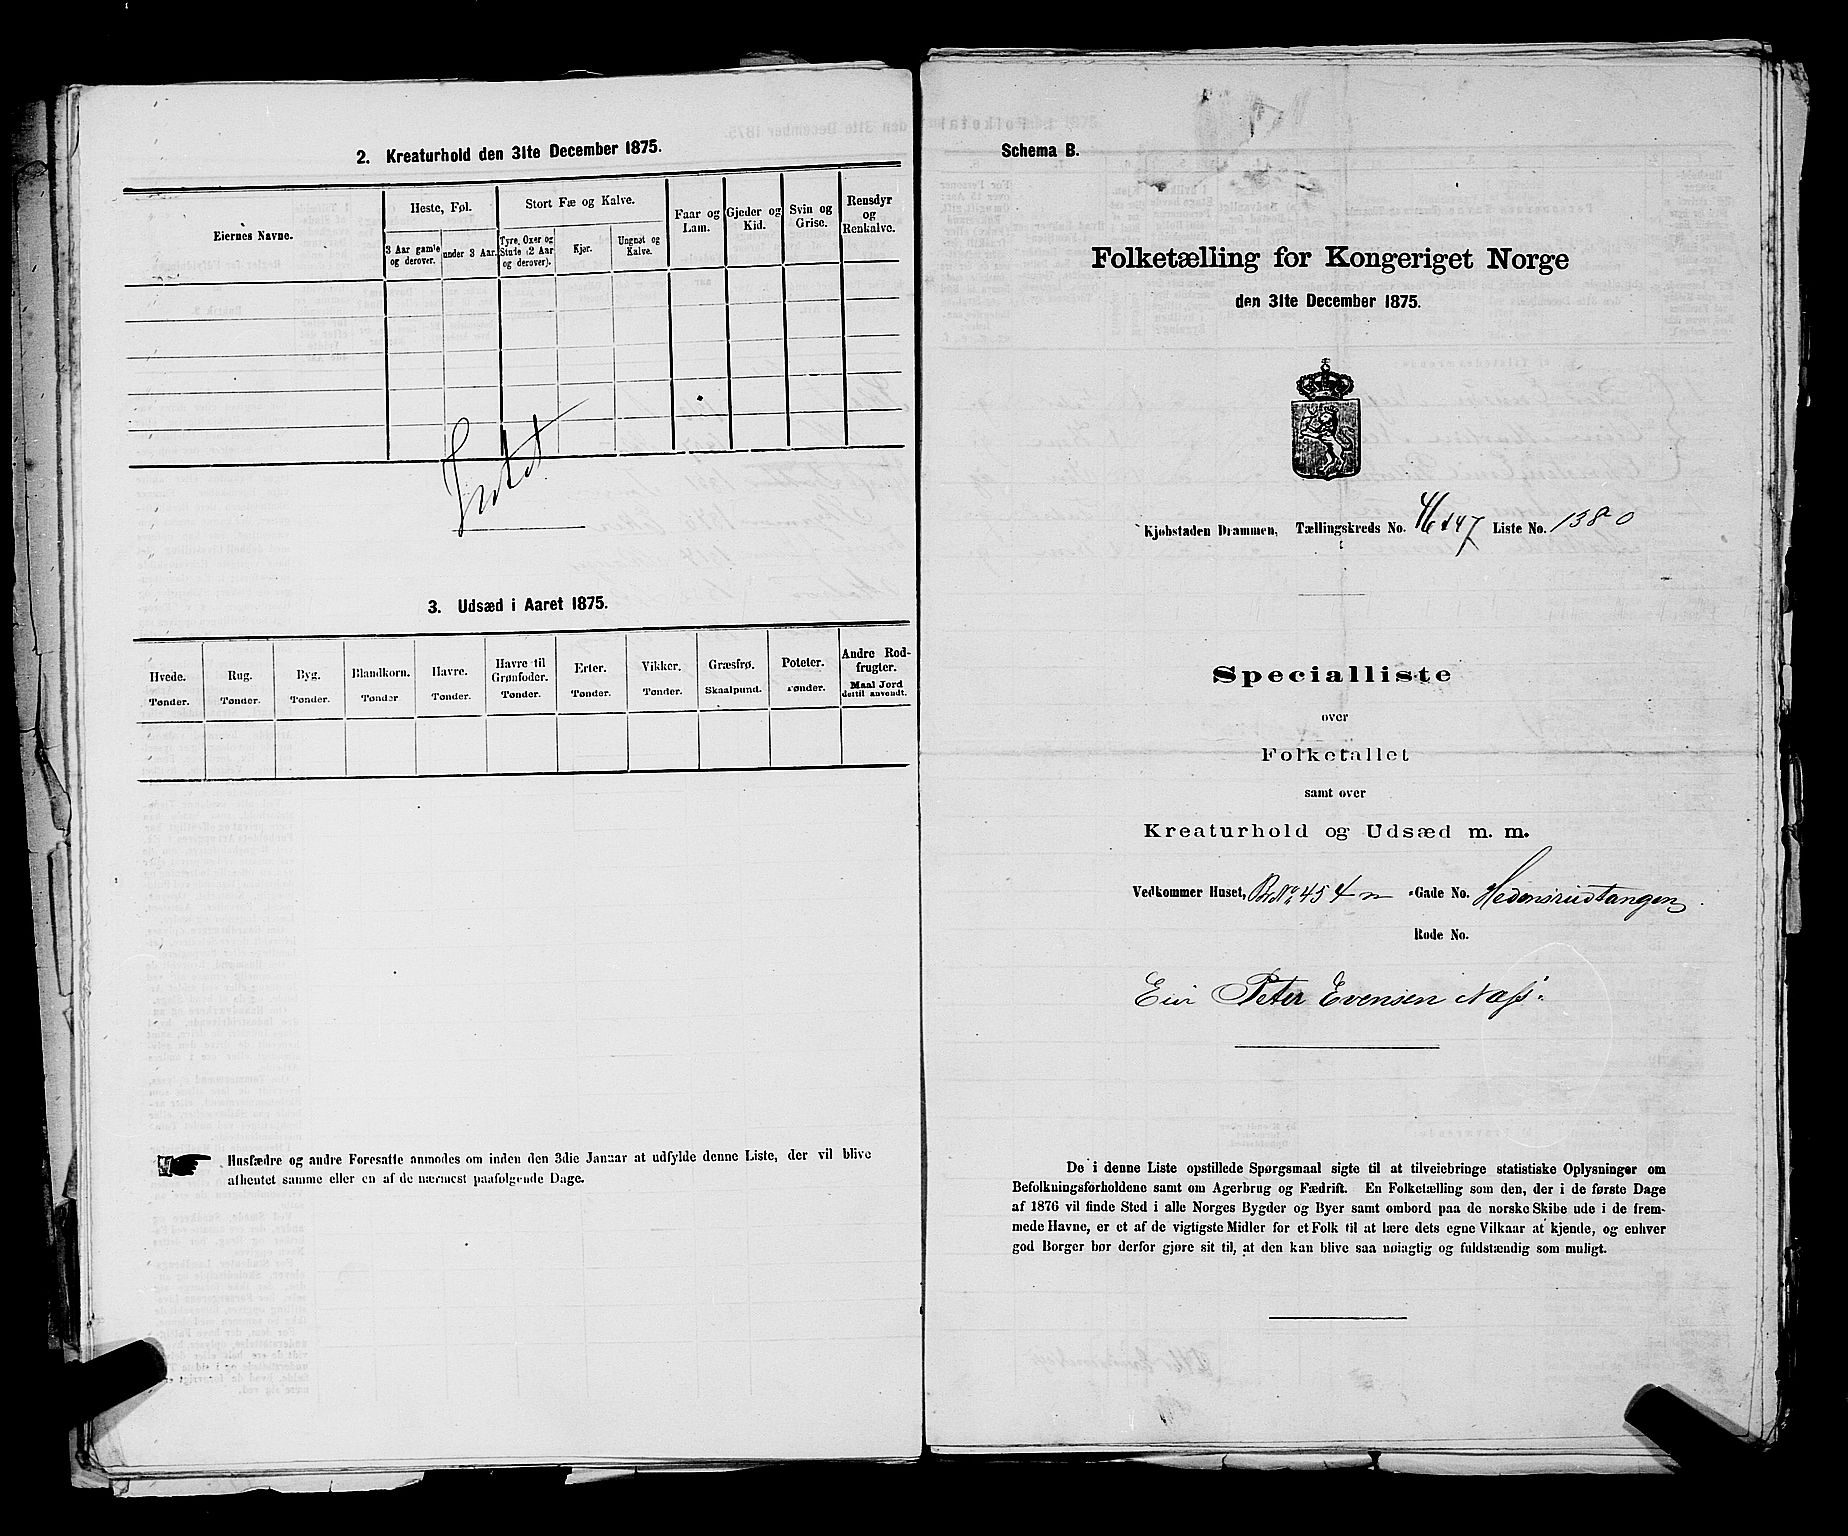 2. Kreaturhold den 31te December 1875.
Eiernes Navne.
Heste, Føl.
Stort Fæ og Kalve.
Faar og Lam.
Gjeder og Kid.
Svin og Grise.
Rensdyr og Renkalve.
3 Aar gamle og derover.
under 3 Aar.
Tyre, Oxer og Stude (2 Aar og derover).
Kjør.
Ungnøt og Kalve.
Intet
3. Udsæd i Aaret 1875.
Hvede. Tønder.
Rug. Tønder.
Byg. Tønder.
Blandkorn. Tønder
Havre. Tønder.
Havre til Grønfoder. Tønder.
Erter. Tønder.
Vikker. Tønder.
Græsfrø. Skaalpund.
Poteter. Tønder.
Andre Rodfrugter. Maal Jord dertil anvendt.
Husfædre og andre Foresatte anmodes om inden den 3die Januar at udfylde denne Liste, der vil blive
afhentet samme eller en af de nærmest paafølgende Dage.
Schema B.
Folketælling for Kongeriget Norge
den 31te December 1875.
Kjøbstaden Drammen, Tællingskreds No. 46 & 47 Liste No. 1380
Specialliste
over
Folketallet
samt over
Kreaturhold og Udsæd m. m.
Vedkommer Huset, BNo 454 -Gade No. Hedensrudtangen
Rode No.
Eier Peter Evensen Næss
De i denne Liste opstillede Spørgsmaal sigte til at tilveiebringe statistiske Oplysninger om
Befolkningsforholdene samt om Agerbrug og Fædrift. En Folketælling som den, der i de første Dage
af 1876 vil finde Sted i alle Norges Bygder og Byer samt ombord paa de norske Skibe ude i de frem-
mede Havne, er et af de vigtigste Midler for et Folk til at lære dets egne Vilkaar at kjende, og enhver
god Borger bør derfor gjøre sit til, at den kan blive saa nøiagtig og fuldstændig som muligt.